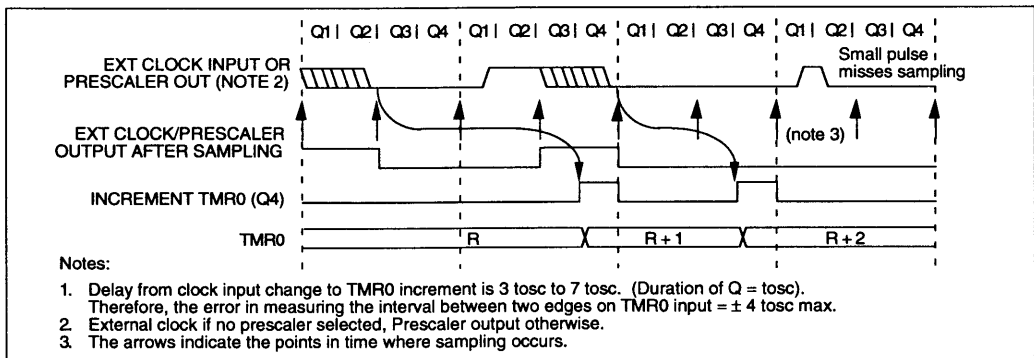 Q1| Q2| Q3| Q4 Q1| Q2| Q3| Q4 Q1| Q2| Q3| Q4 Q1| Q2| Q3| Q4
EXT CLOCK INPUT OR
PRESCALER OUT (NOTE 2)
Small pulse
misses sampling
EXT CLOCK/PRESCALER
OUTPUT AFTER SAMPLING
(note 3)
INCREMENT TMR0 (Q4)
TMR0 R R + 1 R + 2
Notes:
1. Delay from clock input change to TMR0 increment is 3 tosc to 7 tosc. (Duration of Q = tosc).
Therefore, the error in measuring the interval between two edges on TMR0 input = ± 4 tosc max.
2. External clock if no prescaler selected, Prescaler output otherwise.
3. The arrows indicate the points in time where sampling occurs.